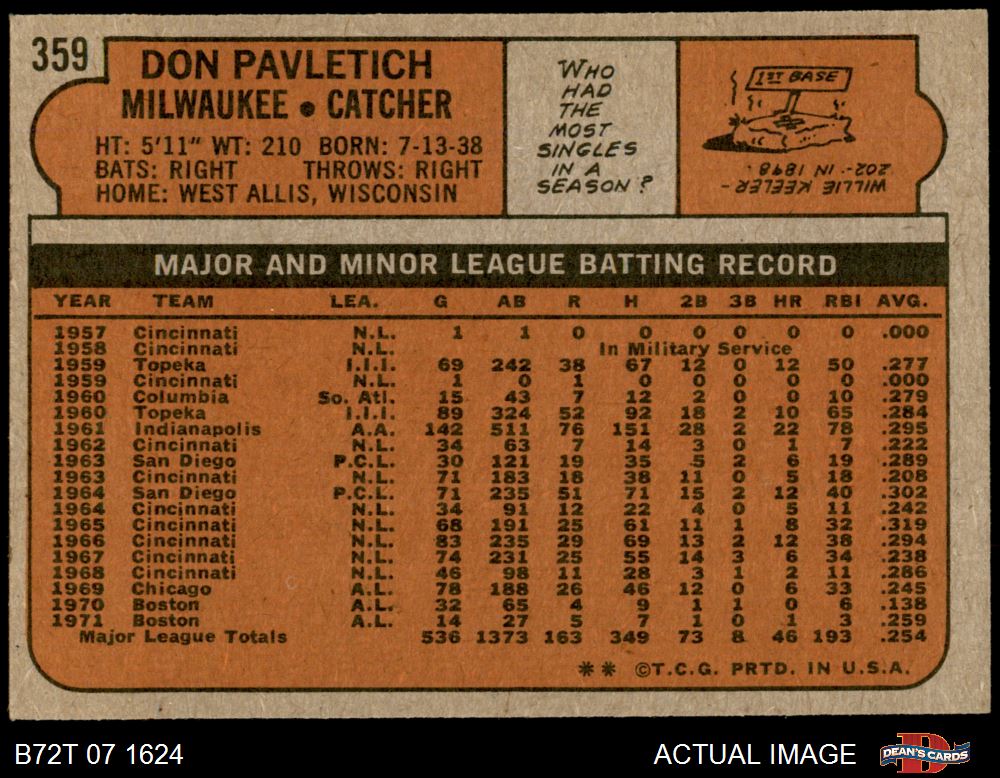 359
DON PAVLETICH
MILWAUKEE • CATCHER
HT: 5'11" WT: 210 BORN: 7-13-38
BATS: RIGHT THROWS: RIGHT
HOME: WEST ALLIS, WISCONSIN
WHO
HAD
THE
MOST
SINGLES
IN A
SEASON?
1ST BASE
WILLIE KEELER-
202-- IN 1898.
MAJOR AND MINOR LEAGUE BATTING RECORD
YEAR TEAM LEA. G AB R H 2B 3B HR RBI AVG.
1957 Cincinnati N.L. 1 1 0 0 0 0 0 0 .000
1958 Cincinnati N.L. In Military Service
1959 Topeka I.I.I. 69 242 38 67 12 0 12 50 .277
1959 Cincinnati N.L. 1 0 1 0 0 0 0 0 .000
1960 Columbia So. Atl. 15 43 7 12 2 0 0 10 .279
1960 Topeka I.I.I. 89 324 52 92 18 2 10 65 .284
1961 Indianapolis A.A. 142 511 76 151 28 2 22 78 .295
1962 Cincinnati N.L. 34 63 7 14 3 0 1 7 .222
1963 San Diego P.C.L. 30 121 19 35 5 2 6 19 .289
1963 Cincinnati N.L. 71 183 18 38 11 0 5 18 .208
1964 San Diego P.C.L. 71 235 51 71 15 2 12 40 .302
1964 Cincinnati N.L. 34 91 12 22 4 0 5 11 .242
1965 Cincinnati N.L. 68 191 25 61 11 1 8 32 .319
1966 Cincinnati N.L. 83 235 29 69 13 2 12 38 .294
1967 Cincinnati N.L. 74 231 25 55 14 3 6 34 .238
1968 Cincinnati N.L. 46 98 11 28 3 1 2 11 .286
1969 Chicago A.L. 78 188 26 46 12 0 6 33 .245
1970 Boston A.L. 32 65 4 9 1 1 0 6 .138
1971 Boston A.L. 14 27 5 7 1 0 1 3 .259
Major League Totals 536 1373 163 349 73 8 46 193 .254
** ©T.C.G. PRTD. IN U.S.A.
B72T 07 1624
ACTUAL IMAGE
DEAN'S CARDS